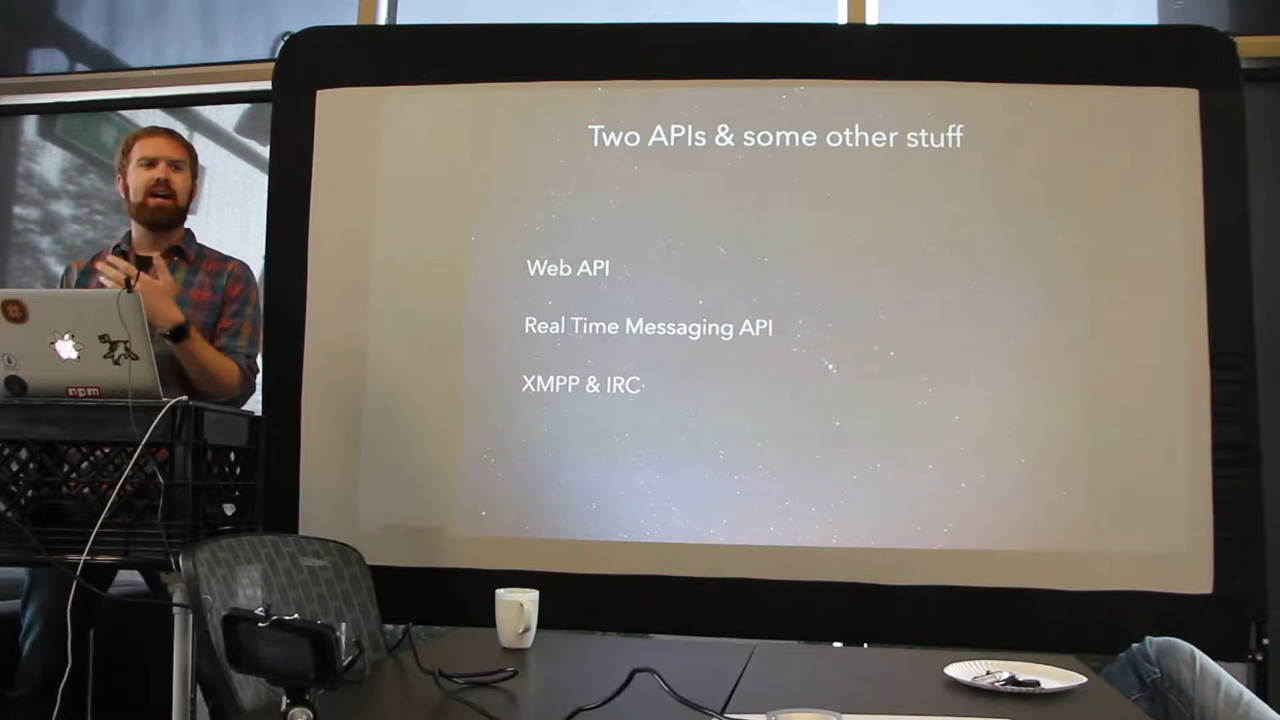 Two APIs & some other stuff
Web API
Real Time Messaging API
XMPP & IRC
npm